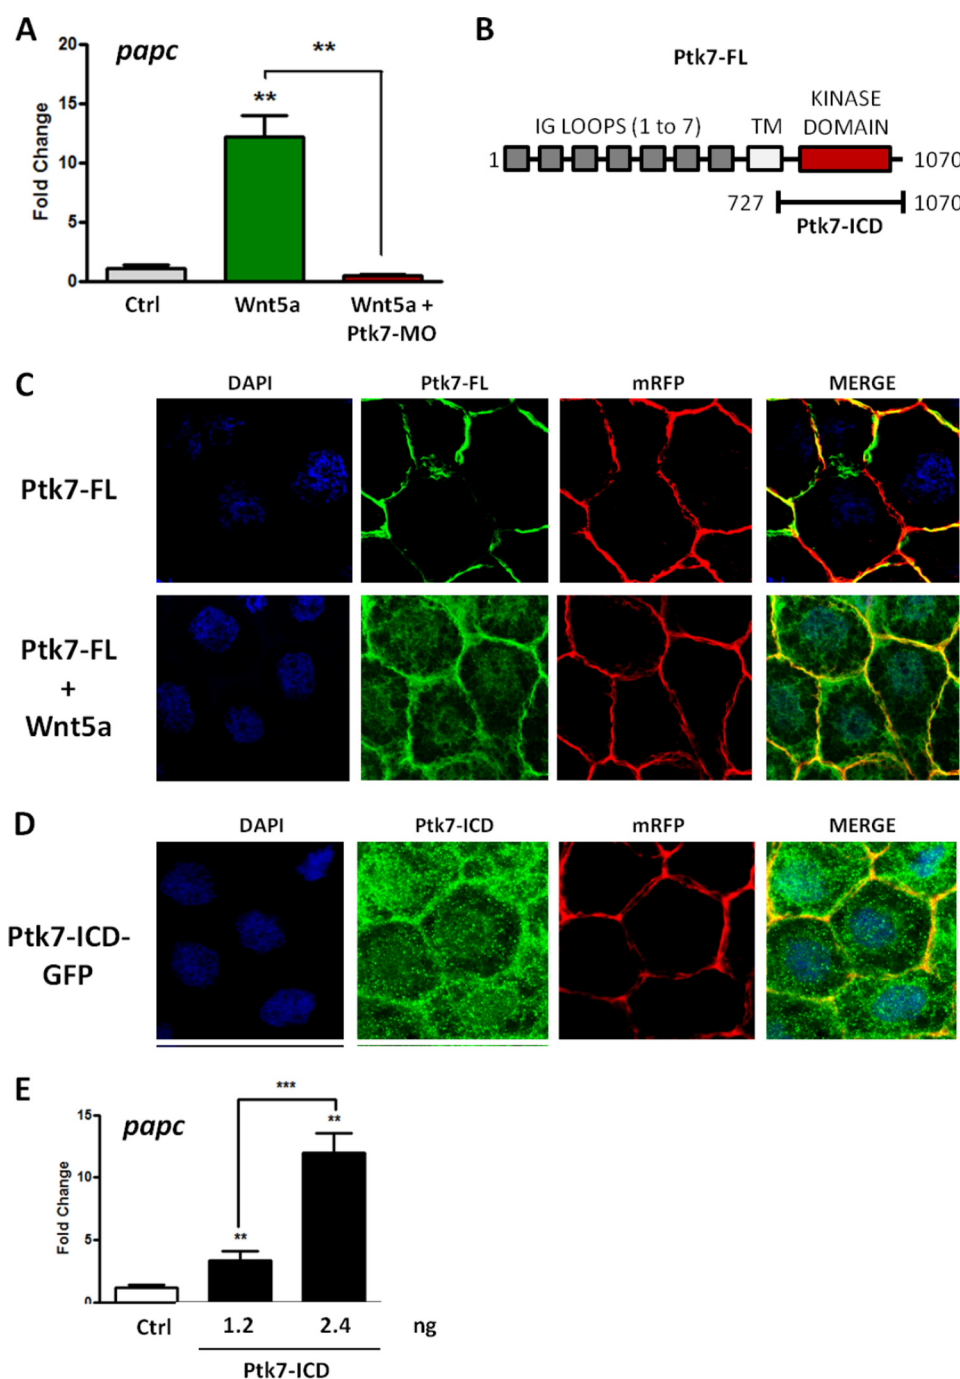 A
papc
**
**
20
15
10
5
0
Fold Change
Ctrl
Wnt5a
Wnt5a +
Ptk7-MO
B
Ptk7-FL
KINASE
IG LOOPS (1 to 7)
TM
DOMAIN
1
1070
727
1070
Ptk7-ICD
C
DAPI
Ptk7-FL
mRFP
MERGE
Ptk7-FL
Ptk7-FL
+
Wnt5a
D
DAPI
Ptk7-ICD
mRFP
MERGE
Ptk7-ICD-
GFP
E
papc
***
**
**
15
10
5
0
Fold Change
Ctrl
1.2
2.4
ng
Ptk7-ICD